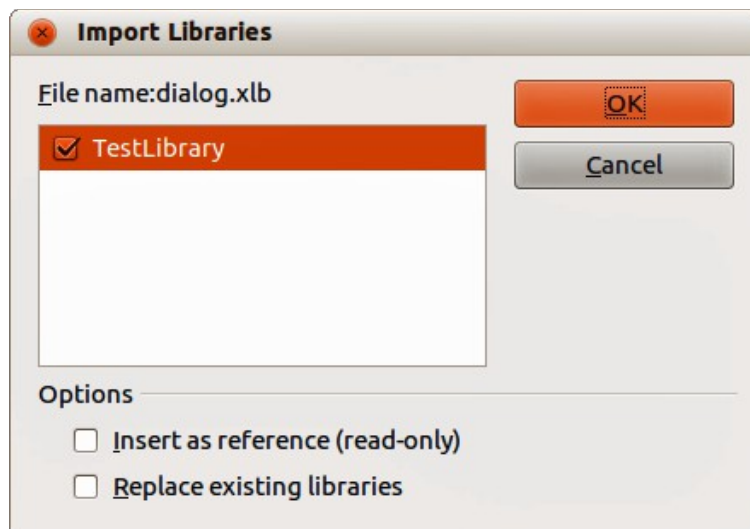 Import Libraries
File name:dialog.xlb
OK
TestLibrary
Cancel
Options
Insert as reference (read-only)
Replace existing libraries